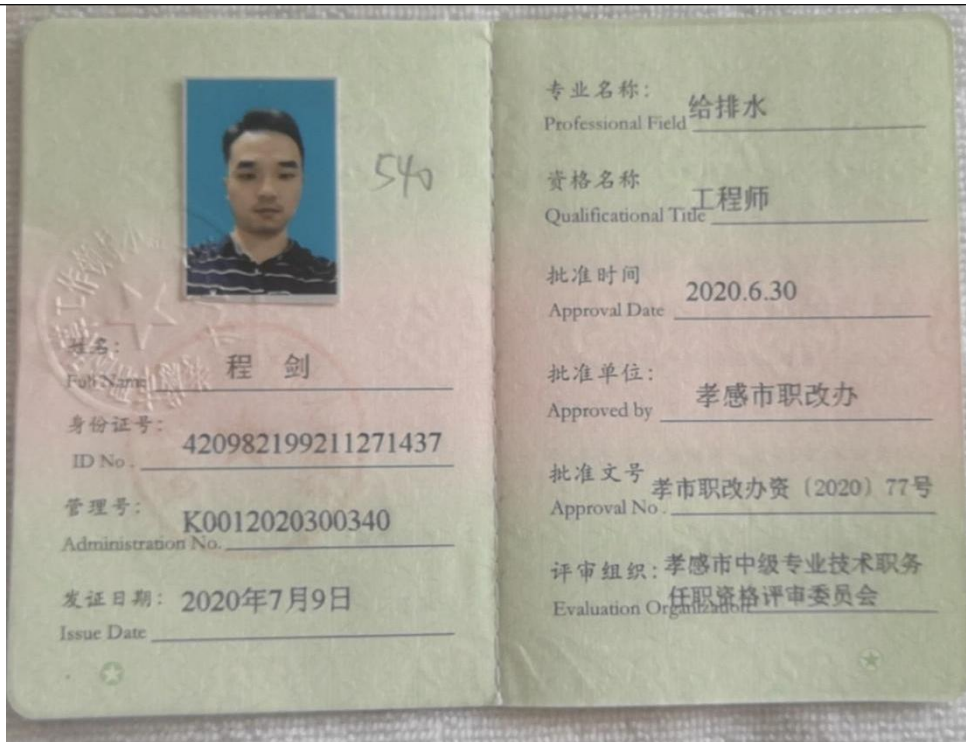 540
姓名:
Full Name 程 剑
身份证号:
ID No. 420982199211271437
管理号:
Administration No. K0012020300340
发证日期: 2020年7月9日
Issue Date
专业名称:
Professional Field 给排水
资格名称
Qualificational Title 工程师
批准时间
Approval Date 2020.6.30
批准单位:
Approved by 孝感市职改办
批准文号
Approval No. 孝市职改办资〔2020〕77号
评审组织: 孝感市中级专业技术职务
Evaluation Organization 任职资格评审委员会